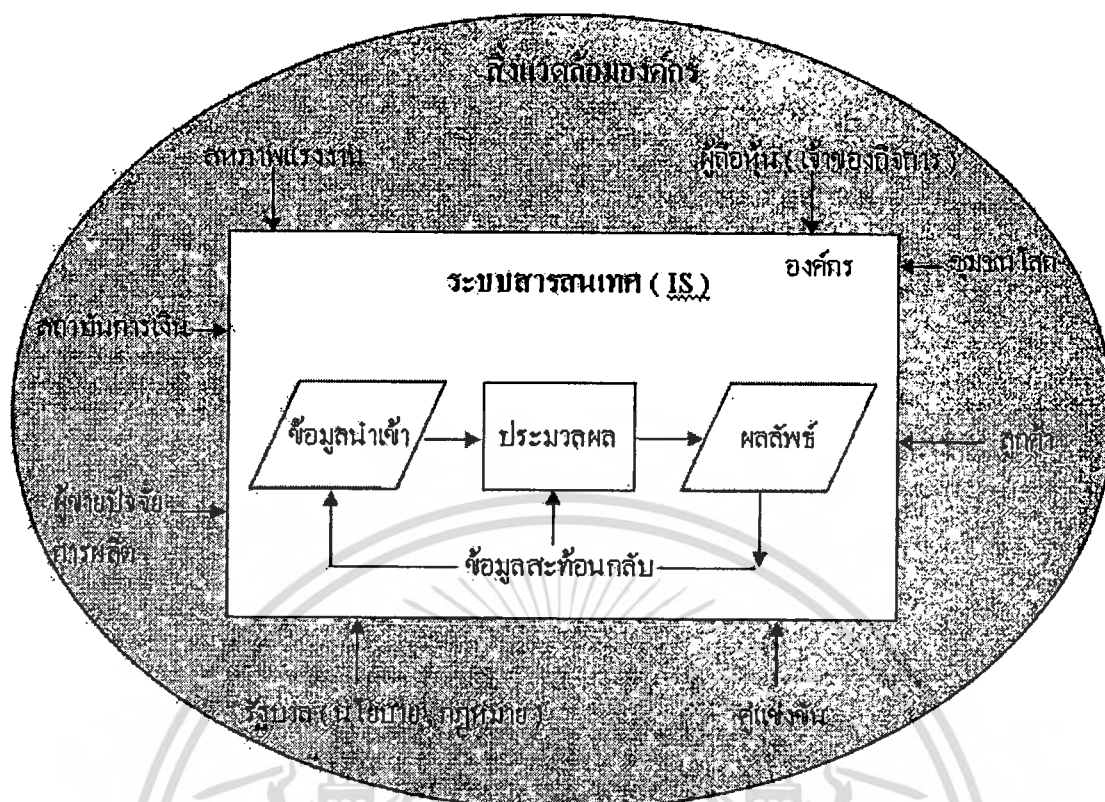 สิ่งแวดล้อมองค์กร
สหภาพแรงงาน
ผู้ถือหุ้น ( เจ้าของกิจการ )
องค์กร
ชุมชนโลก
ระบบสารสนเทศ ( IS )
สถาบันการเงิน
ข้อมูลนำเข้า
ประมวลผล
ผลลัพธ์
ลูกค้า
ผู้ขายปัจจัย
การผลิต
ข้อมูลสะท้อนกลับ
รัฐบาล ( นโยบาย, กฎหมาย )
คู่แข่งขัน